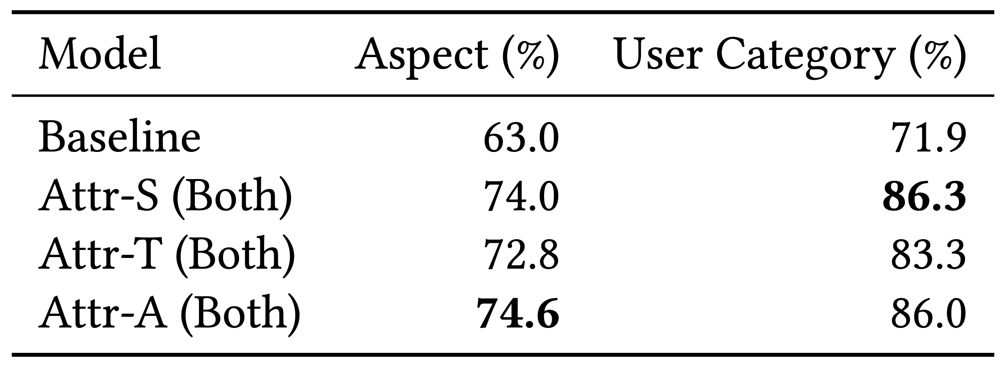 Model Aspect (%) User Category (%)
Baseline 63.0 71.9
Attr-S (Both) 74.0 86.3
Attr-T (Both) 72.8 83.3
Attr-A (Both) 74.6 86.0